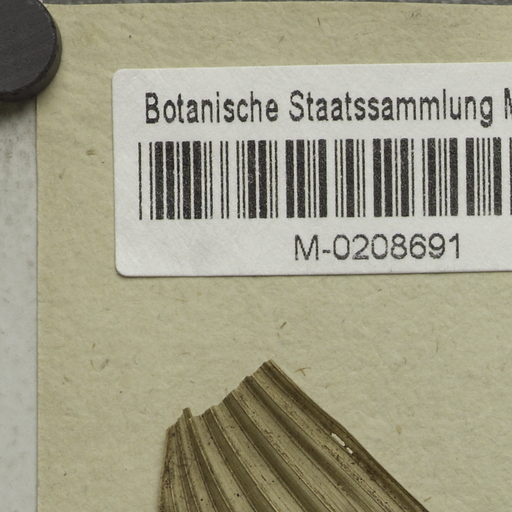 Botanische Staatssammlung
M-0208691